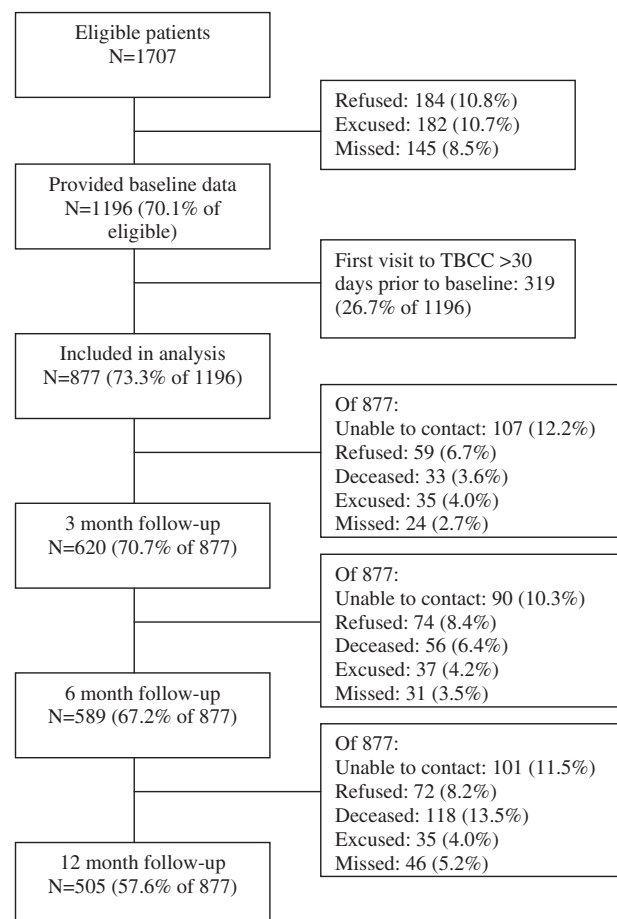 Eligible patients
N=1707
Refused: 184 (10.8%)
Excused: 182 (10.7%)
Missed: 145 (8.5%)
Provided baseline data
N=1196 (70.1% of
eligible)
First visit to TBCC >30
days prior to baseline: 319
(26.7% of 1196)
Included in analysis
N=877 (73.3% of 1196)
Of 877:
Unable to contact: 107 (12.2%)
Refused: 59 (6.7%)
Deceased: 33 (3.6%)
Excused: 35 (4.0%)
Missed: 24 (2.7%)
3 month follow-up
N=620 (70.7% of 877)
Of 877:
Unable to contact: 90 (10.3%)
Refused: 74 (8.4%)
Deceased: 56 (6.4%)
Excused: 37 (4.2%)
Missed: 31 (3.5%)
6 month follow-up
N=589 (67.2% of 877)
Of 877:
Unable to contact: 101 (11.5%)
Refused: 72 (8.2%)
Deceased: 118 (13.5%)
Excused: 35 (4.0%)
Missed: 46 (5.2%)
12 month follow-up
N=505 (57.6% of 877)